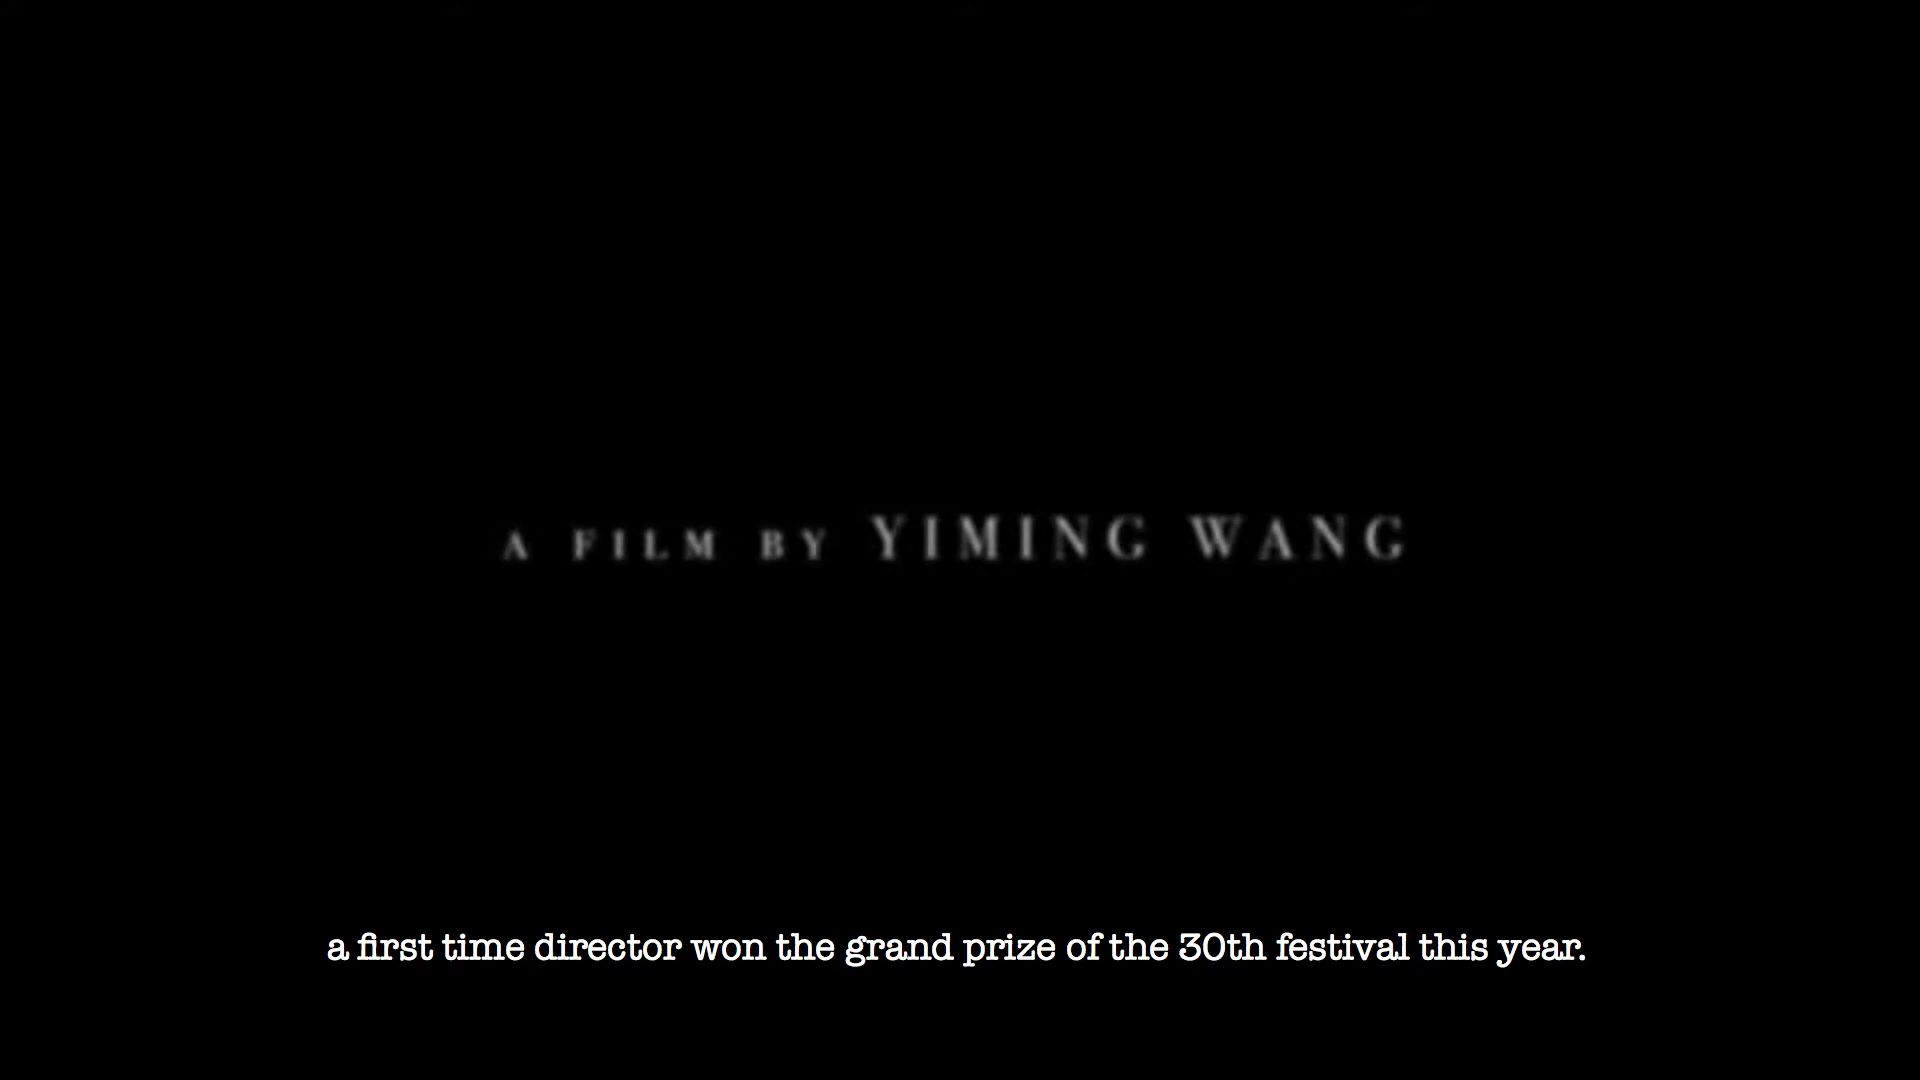 A FILM BY YIMING WANG
a first time director won the grand prize of the 30th festival this year.